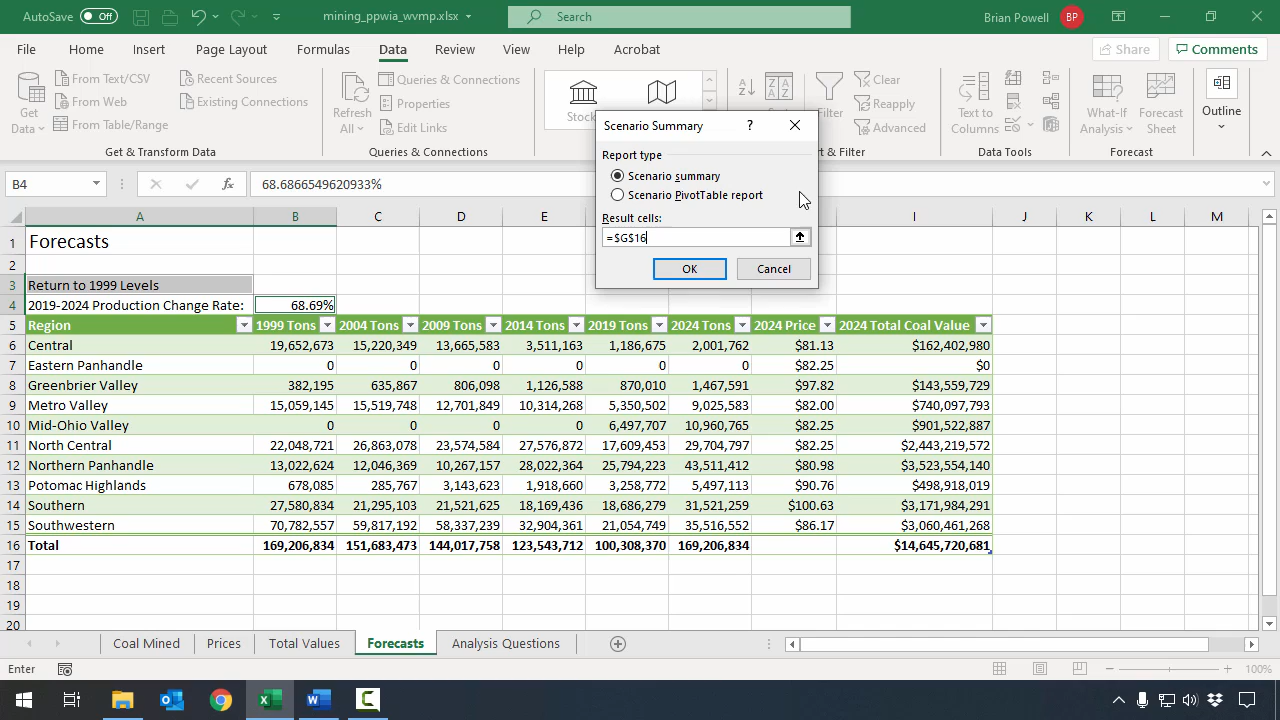 AutoSave Off mining_ppwia_wvmp.xlsx Search Brian Powell BP
File Home Insert Page Layout Formulas Data Review View Help Acrobat Share Comments
Get Data From Text/CSV From Web From Table/Range Recent Sources Existing Connections
Get & Transform Data
Refresh All Queries & Connections Properties Edit Links
Queries & Connections
Stock
Filter Clear Reapply Advanced
& Filter
Text to Columns
Data Tools
What-If Analysis Forecast Sheet
Forecast
Outline
Scenario Summary ?
Report type
Scenario summary
Scenario PivotTable report
Result cells:
=$G$16
OK Cancel
B4 fx 68.6866549620933%
A B C D E I J K L M
1 Forecasts
2
3 Return to 1999 Levels
4 2019-2024 Production Change Rate: 68.69%
5 Region 1999 Tons 2004 Tons 2009 Tons 2014 Tons 2019 Tons 2024 Tons 2024 Price 2024 Total Coal Value
6 Central 19,652,673 15,220,349 13,665,583 3,511,163 1,186,675 2,001,762 $81.13 $162,402,980
7 Eastern Panhandle 0 0 0 0 0 0 $82.25 $0
8 Greenbrier Valley 382,195 635,867 806,098 1,126,588 870,010 1,467,591 $97.82 $143,559,729
9 Metro Valley 15,059,145 15,519,748 12,701,849 10,314,268 5,350,502 9,025,583 $82.00 $740,097,793
10 Mid-Ohio Valley 0 0 0 0 6,497,707 10,960,765 $82.25 $901,522,887
11 North Central 22,048,721 26,863,078 23,574,584 27,576,872 17,609,453 29,704,797 $82.25 $2,443,219,572
12 Northern Panhandle 13,022,624 12,046,369 10,267,157 28,022,364 25,794,223 43,511,412 $80.98 $3,523,554,140
13 Potomac Highlands 678,085 285,767 3,143,623 1,918,660 3,258,772 5,497,113 $90.76 $498,918,019
14 Southern 27,580,834 21,295,103 21,521,625 18,169,436 18,686,279 31,521,259 $100.63 $3,171,984,291
15 Southwestern 70,782,557 59,817,192 58,337,239 32,904,361 21,054,749 35,516,552 $86.17 $3,060,461,268
16 Total 169,206,834 151,683,473 144,017,758 123,543,712 100,308,370 169,206,834 $14,645,720,681
17
18
19
20
Coal Mined Prices Total Values Forecasts Analysis Questions
Enter 100%